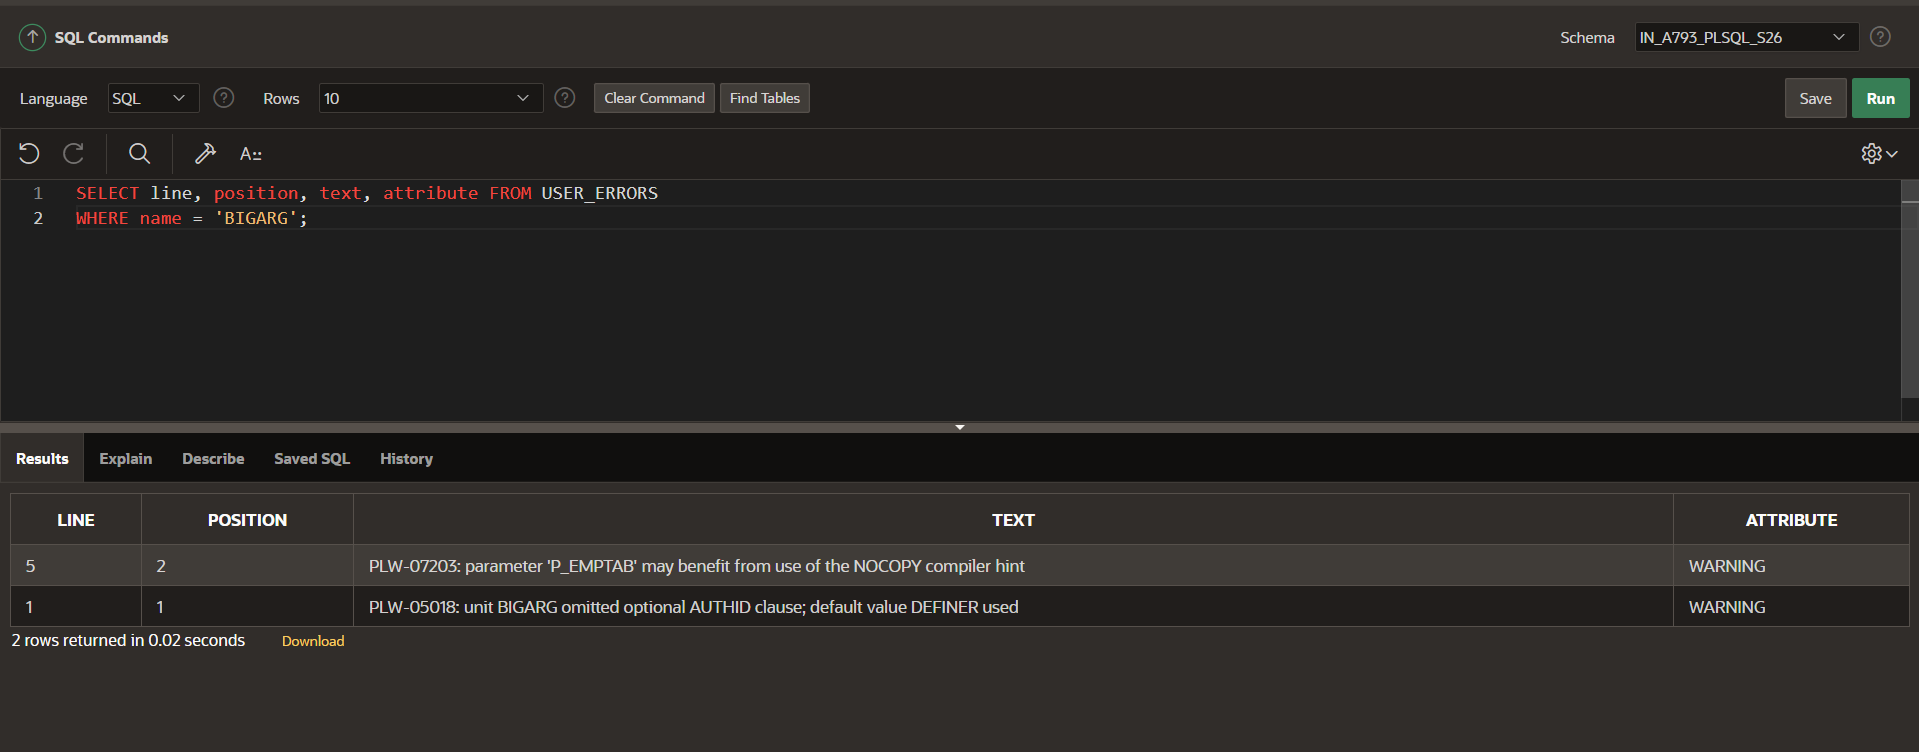 SQL Commands
Schema
IN_A793_PLSQL_S26
?
Language
SQL
?
Rows
10
?
Clear Command
Find Tables
Save
Run
A::
1 SELECT line, position, text, attribute FROM USER_ERRORS
2 WHERE name = 'BIGARG';
Results Explain Describe Saved SQL History
LINE POSITION TEXT ATTRIBUTE
5 2 PLW-07203: parameter 'P_EMPTAB' may benefit from use of the NOCOPY compiler hint WARNING
1 1 PLW-05018: unit BIGARG omitted optional AUTHID clause; default value DEFINER used WARNING
2 rows returned in 0.02 seconds Download